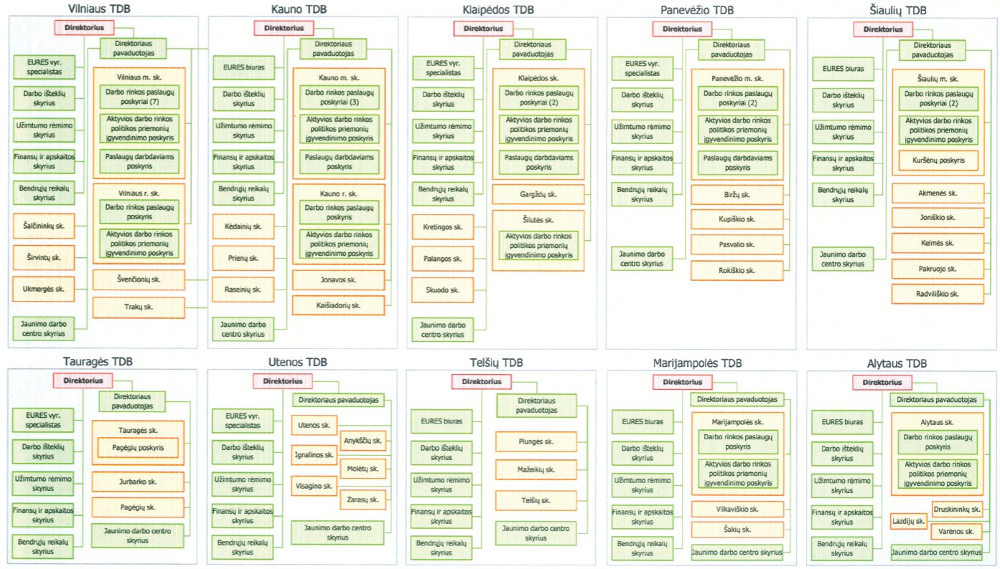 Vilniaus TDB
Direktorius
Direktoriaus
pavaduotojas
EURES vyr.
specialistas
Darbo išteklių
skyrius
Užimtumo rėmimo
skyrius
Finansų ir apskaitos
skyrius
Bendrųjų reikalų
skyrius
Šalčininkų sk.
Širvintų sk.
Ukmergės sk.
Jaunimo darbo
centro skyrius
Vilniaus m. sk.
Darbo rinkos paslaugų
poskyriai (7)
Aktyvios darbo rinkos
politikos priemonių
įgyvendinimo poskyris
Paslaugų darbdaviams
poskyris
Vilniaus r. sk.
Darbo rinkos paslaugų
poskyris
Aktyvios darbo rinkos
politikos priemonių
įgyvendinimo poskyris
Švenčionių sk.
Trakų sk.
Kauno TDB
Direktorius
Direktoriaus
pavaduotojas
EURES biuras
Darbo išteklių
skyrius
Užimtumo rėmimo
skyrius
Finansų ir apskaitos
skyrius
Bendrųjų reikalų
skyrius
Kėdainių sk.
Prienų sk.
Raseinių sk.
Jaunimo darbo
centro skyrius
Kauno m. sk.
Darbo rinkos paslaugų
poskyriai (3)
Aktyvios darbo rinkos
politikos priemonių
įgyvendinimo poskyris
Paslaugų darbdaviams
poskyris
Kauno r. sk.
Darbo rinkos paslaugų
poskyris
Aktyvios darbo rinkos
politikos priemonių
įgyvendinimo poskyris
Jonavos sk.
Kaišiadorių sk.
Klaipėdos TDB
Direktorius
Direktoriaus
pavaduotojas
EURES vyr.
specialistas
Darbo išteklių
skyrius
Užimtumo rėmimo
skyrius
Finansų ir apskaitos
skyrius
Bendrųjų reikalų
skyrius
Kretingos sk.
Palangos sk.
Skuodo sk.
Jaunimo darbo
centro skyrius
Klaipėdos sk.
Darbo rinkos paslaugų
poskyriai (2)
Aktyvios darbo rinkos
politikos priemonių
įgyvendinimo poskyris
Paslaugų darbdaviams
poskyris
Gargždų sk.
Šilutės sk.
Aktyvios darbo rinkos
politikos priemonių
įgyvendinimo poskyris
Panevėžio TDB
Direktorius
Direktoriaus
pavaduotojas
EURES vyr.
specialistas
Darbo išteklių
skyrius
Užimtumo rėmimo
skyrius
Finansų ir apskaitos
skyrius
Bendrųjų reikalų
skyrius
Jaunimo darbo
centro skyrius
Panevėžio m. sk.
Darbo rinkos paslaugų
poskyriai (2)
Aktyvios darbo rinkos
politikos priemonių
įgyvendinimo poskyris
Paslaugų darbdaviams
poskyris
Biržų sk.
Kupiškio sk.
Pasvalio sk.
Rokiškio sk.
Šiaulių TDB
Direktorius
Direktoriaus
pavaduotojas
EURES biuras
Darbo išteklių
skyrius
Užimtumo rėmimo
skyrius
Finansų ir apskaitos
skyrius
Bendrųjų reikalų
skyrius
Jaunimo darbo
centro skyrius
Šiaulių m. sk.
Darbo rinkos paslaugų
poskyriai (2)
Aktyvios darbo rinkos
politikos priemonių
įgyvendinimo poskyris
Kuršėnų poskyris
Akmenės sk.
Joniškio sk.
Kelmės sk.
Pakruojo sk.
Radviliškio sk.
Tauragės TDB
Direktorius
Direktoriaus
pavaduotojas
EURES vyr.
specialistas
Darbo išteklių
skyrius
Užimtumo rėmimo
skyrius
Finansų ir apskaitos
skyrius
Bendrųjų reikalų
skyrius
Tauragės sk.
Pagėgių poskyris
Jurbarko sk.
Pagėgių sk.
Jaunimo darbo centro
skyrius
Utenos TDB
Direktorius
Direktoriaus pavaduotojas
EURES vyr.
specialistas
Darbo išteklių
skyrius
Užimtumo rėmimo
skyrius
Finansų ir apskaitos
skyrius
Bendrųjų reikalų
skyrius
Utenos sk.
Anykščių sk.
Ignalinos sk.
Molėtų sk.
Visagino sk.
Zarasų sk.
Jaunimo darbo centro
skyrius
Telšių TDB
Direktorius
Direktoriaus
pavaduotojas
EURES biuras
Darbo išteklių
skyrius
Užimtumo rėmimo
skyrius
Finansų ir apskaitos
skyrius
Bendrųjų reikalų
skyrius
Plungės sk.
Mažeikių sk.
Telšių sk.
Jaunimo darbo centro
skyrius
Marijampolės TDB
Direktorius
Direktoriaus pavaduotojas
EURES biuras
Darbo išteklių
skyrius
Užimtumo rėmimo
skyrius
Finansų ir apskaitos
skyrius
Bendrųjų reikalų
skyrius
Marijampolės sk.
Darbo rinkos paslaugų
poskyris
Aktyvios darbo rinkos
politikos priemonių
įgyvendinimo poskyris
Vilkaviškio sk.
Šakių sk.
Jaunimo darbo centro skyrius
Alytaus TDB
Direktorius
Direktoriaus pavaduotojas
EURES biuras
Darbo išteklių
skyrius
Užimtumo rėmimo
skyrius
Finansų ir apskaitos
skyrius
Bendrųjų reikalų
skyrius
Alytaus sk.
Darbo rinkos paslaugų
poskyris
Aktyvios darbo rinkos
politikos priemonių
įgyvendinimo poskyris
Druskininkų sk.
Lazdijų sk.
Varėnos sk.
Jaunimo darbo centro skyrius